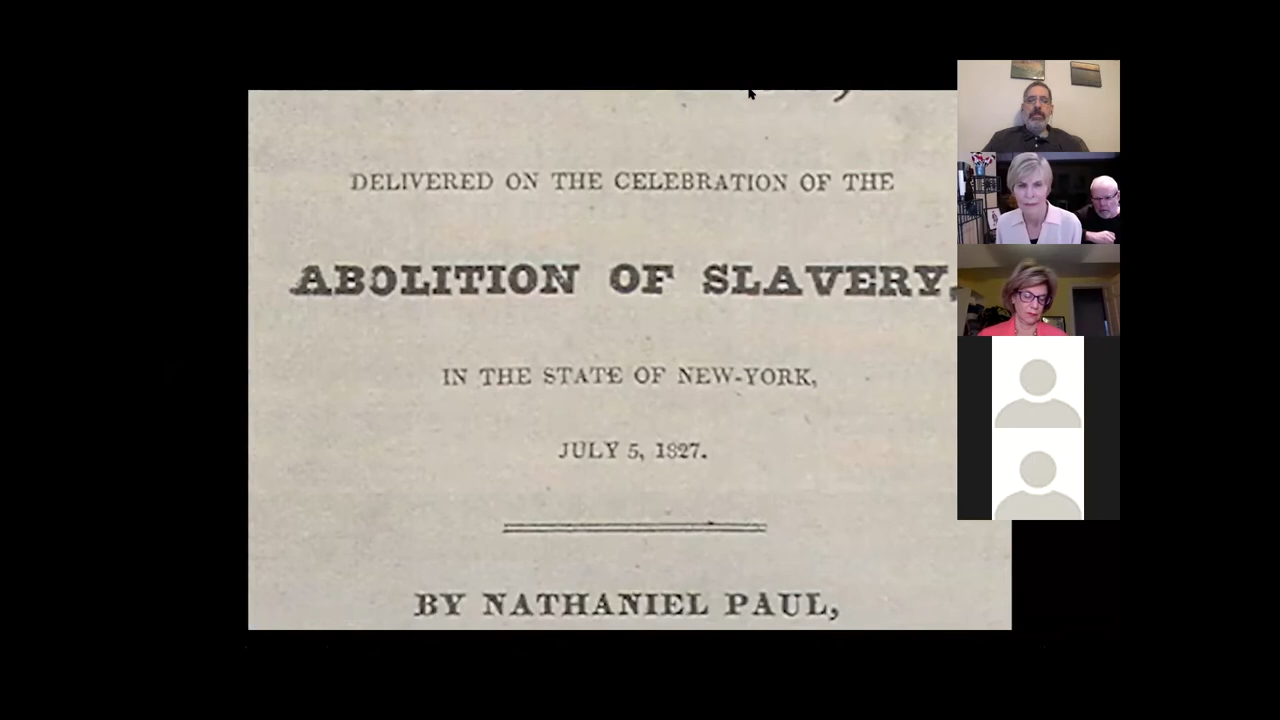 DELIVERED ON THE CELEBRATION OF THE
ABOLITION OF SLAVERY,
IN THE STATE OF NEW-YORK,
JULY 5, 1827.
BY NATHANIEL PAUL,